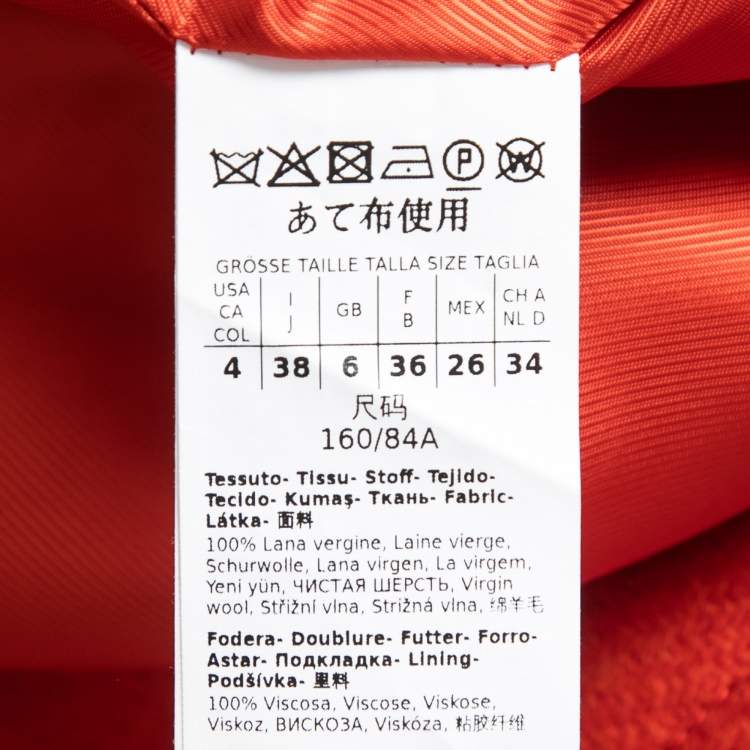 P W
あて布使用
GRÖSSE TAILLE TALLA SIZE TAGLIA
USA CA COL I J GB F B MEX CH A NL D
4 38 6 36 26 34
尺码
160/84A
Tessuto- Tissu- Stoff- Tejido-
Tecido- Kumaş- Ткань- Fabric-
Látka- 面料
100% Lana vergine, Laine vierge,
Schurwolle, Lana virgen, La virgem,
Yeni yün, ЧИСТАЯ ШЕРСТЬ, Virgin
wool, Střižní vlna, Strižná vlna, 绵羊毛
Fodera- Doublure- Futter- Forro-
Astar- Подкладка- Lining-
Podšívka- 里料
100% Viscosa, Viscose, Viskose,
Viskoz, ВИСКОЗА, Viskóza, 粘胶纤维